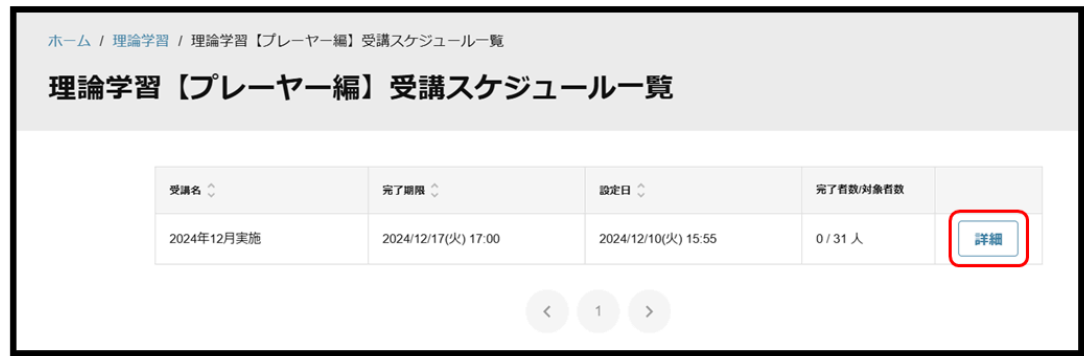 ホーム / 理論学習 / 理論学習【プレーヤー編】受講スケジュール一覧
理論学習【プレーヤー編】受講スケジュール一覧
受講名 完了期限 設定日 完了者数/対象者数
2024年12月実施 2024/12/17(火) 17:00 2024/12/10(火) 15:55 0 / 31 人 詳細
< 1 >